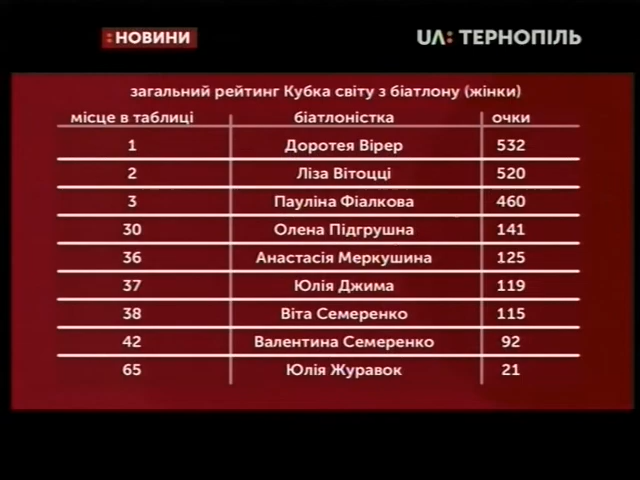 :НОВИНИ
UA: ТЕРНОПІЛЬ
загальний рейтинг Кубка світу з біатлону (жінки)
місце в таблиці біатлоністка очки
1 Доротея Вірер 532
2 Ліза Вітоцці 520
3 Пауліна Фіалкова 460
30 Олена Підгрушна 141
36 Анастасія Меркушина 125
37 Юлія Джима 119
38 Віта Семеренко 115
42 Валентина Семеренко 92
65 Юлія Журавок 21